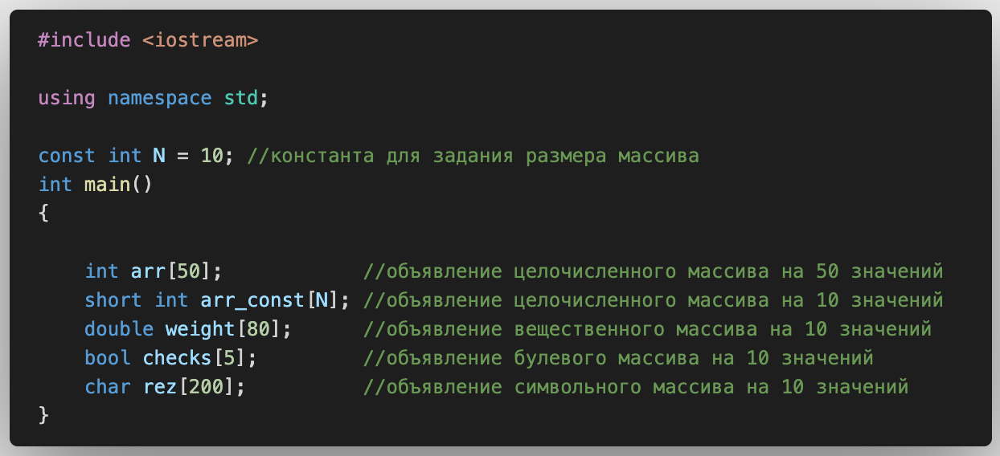 #include <iostream>
using namespace std;
const int N = 10; //константа для задания размера массива
int main()
{
int arr[50]; //объявление целочисленного массива на 50 значений
short int arr_const[N]; //объявление целочисленного массива на 10 значений
double weight[80]; //объявление вещественного массива на 10 значений
bool checks[5]; //объявление булевого массива на 10 значений
char rez[200]; //объявление символьного массива на 10 значений
}